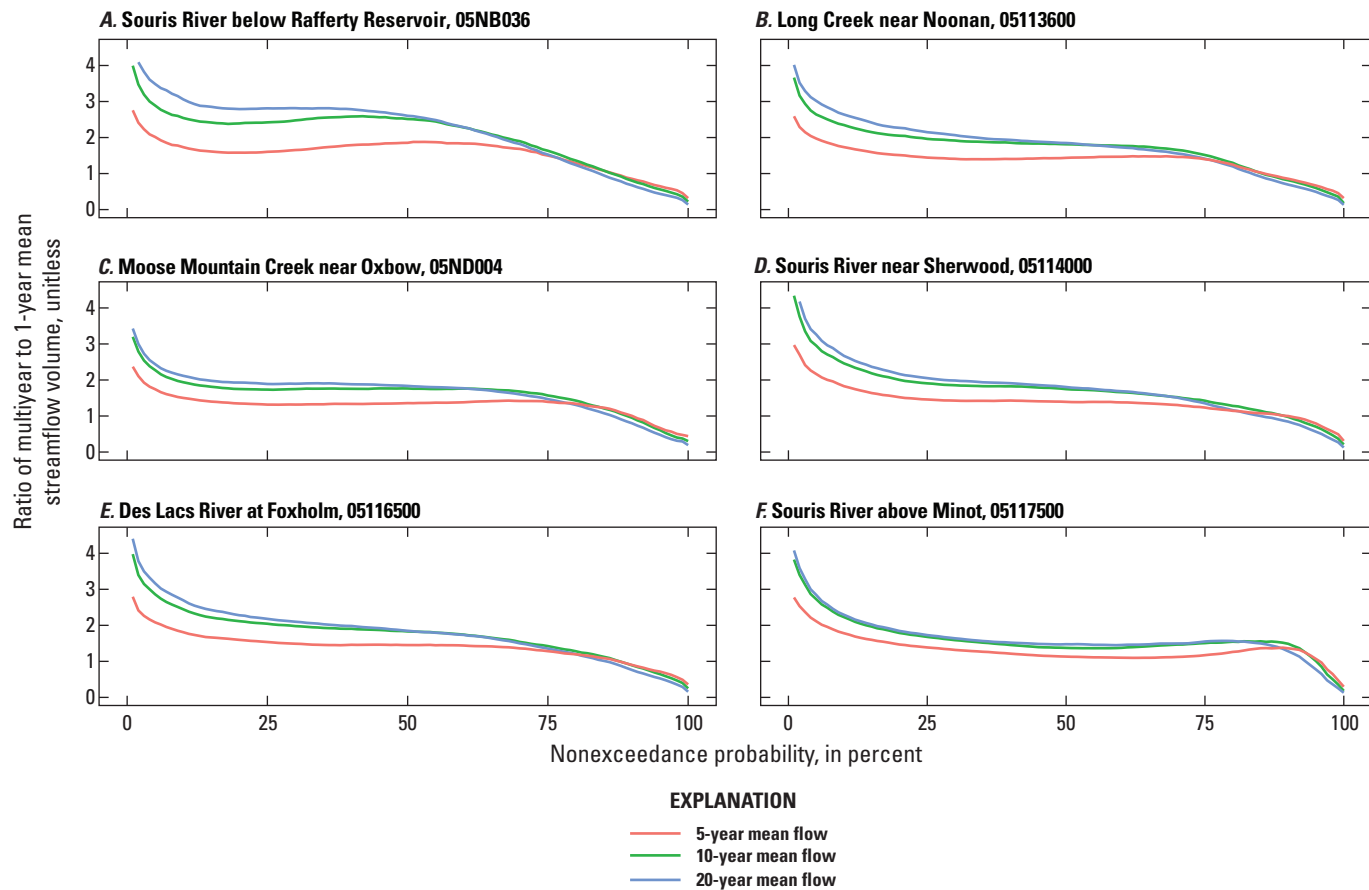 A. Souris River below Rafferty Reservoir, 05NB036
B. Long Creek near Noonan, 05113600
4
3
2
1
0
C. Moose Mountain Creek near Oxbow, 05ND004
D. Souris River near Sherwood, 05114000
4
3
2
1
0
E. Des Lacs River at Foxholm, 05116500
F. Souris River above Minot, 05117500
4
3
2
1
0
0 25 50 75 100
0 25 50 75 100
Ratio of multiyear to 1-year mean
streamflow volume, unitless
Nonexceedance probability, in percent
EXPLANATION
5-year mean flow
10-year mean flow
20-year mean flow